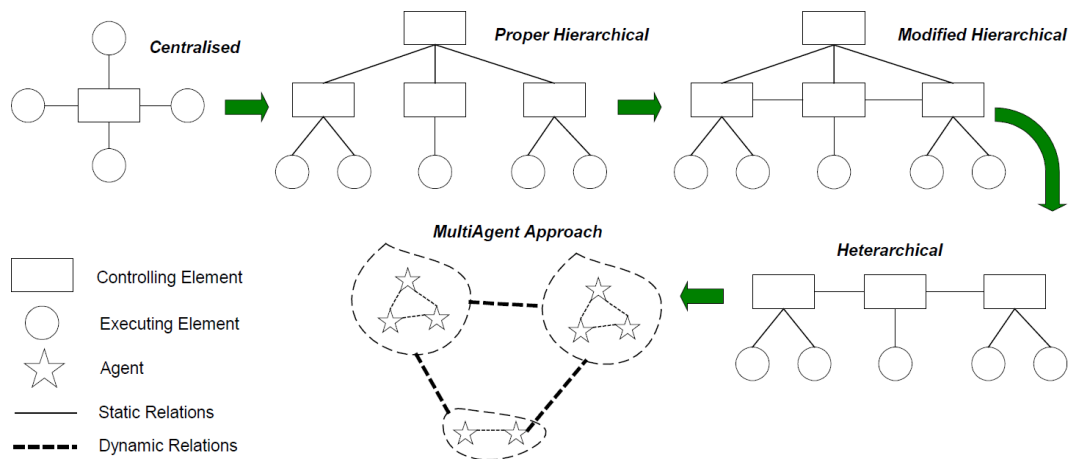 Centralised
Proper Hierarchical
Modified Hierarchical
MultiAgent Approach
Heterarchical
Controlling Element
Executing Element
Agent
Static Relations
Dynamic Relations